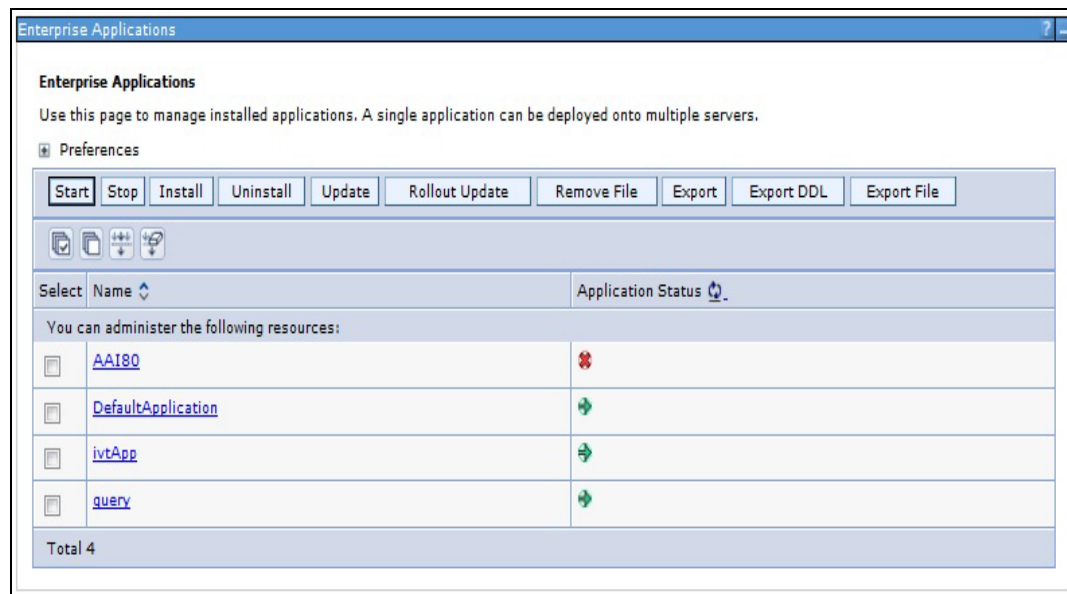 Enterprise Applications ? –
Enterprise Applications
Use this page to manage installed applications. A single application can be deployed onto multiple servers.
Preferences
Start Stop Install Uninstall Update Rollout Update Remove File Export Export DDL Export File
Select Name Application Status
You can administer the following resources:
AAI80
DefaultApplication
ivtApp
query
Total 4